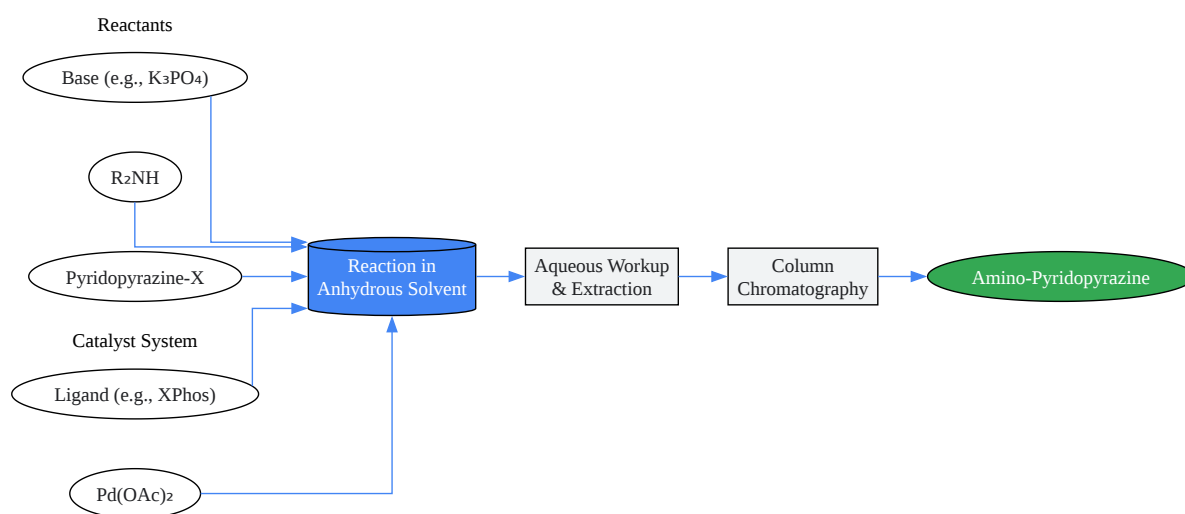 Reactants
Base (e.g., K₃PO₄)
R₂NH
Pyridopyrazine-X
Catalyst System
Ligand (e.g., XPhos)
Pd(OAc)₂
Reaction in
Anhydrous Solvent
Aqueous Workup
& Extraction
Column
Chromatography
Amino-Pyridopyrazine